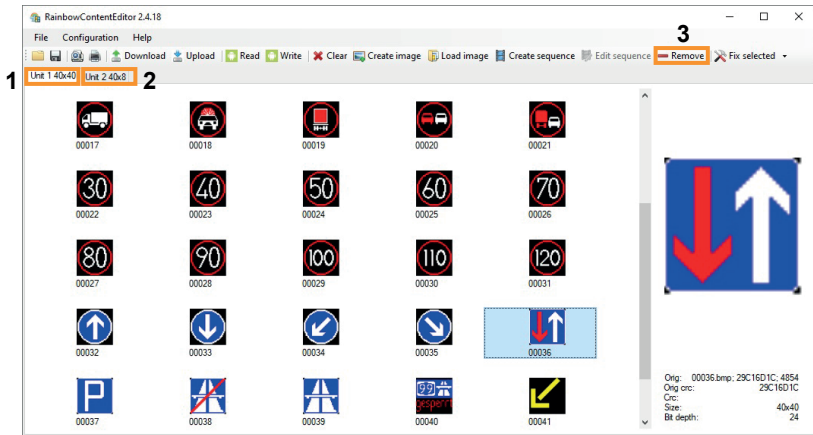 RainbowContentEditor 2.4.18
File Configuration Help
3
Download Upload Read Write Clear Create image Load image Create sequence Edit sequence Remove Fix selected
1 Unit 1 40x40 Unit 2 40x8 2
00017 00018 00019 00020 00021
30 40 50 60 70
00022 00023 00024 00025 00026
80 90 100 110 120
00027 00028 00029 00030 00031
00032 00033 00034 00035 00036
P 99 gesperrt
00037 00038 00039 00040 00041
Orig: 00036.bmp; 29C16D1C; 4854
Orig crc: 29C16D1C
Crc:
Size: 40x40
Bit depth: 24